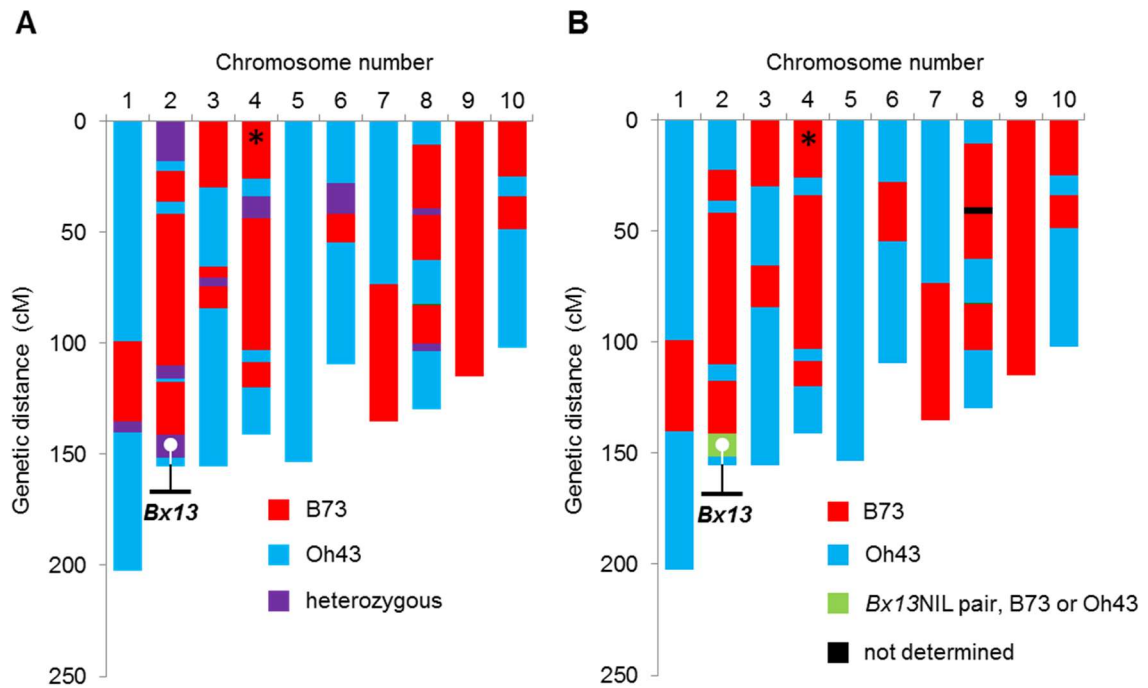 A
Chromosome number
1 2 3 4 5 6 7 8 9 10
Genetic distance (cM)
0
50
100
150
200
250
*
Bx13
B73
Oh43
heterozygous
B
Chromosome number
1 2 3 4 5 6 7 8 9 10
Genetic distance (cM)
0
50
100
150
200
250
*
Bx13
B73
Oh43
Bx13NIL pair, B73 or Oh43
not determined